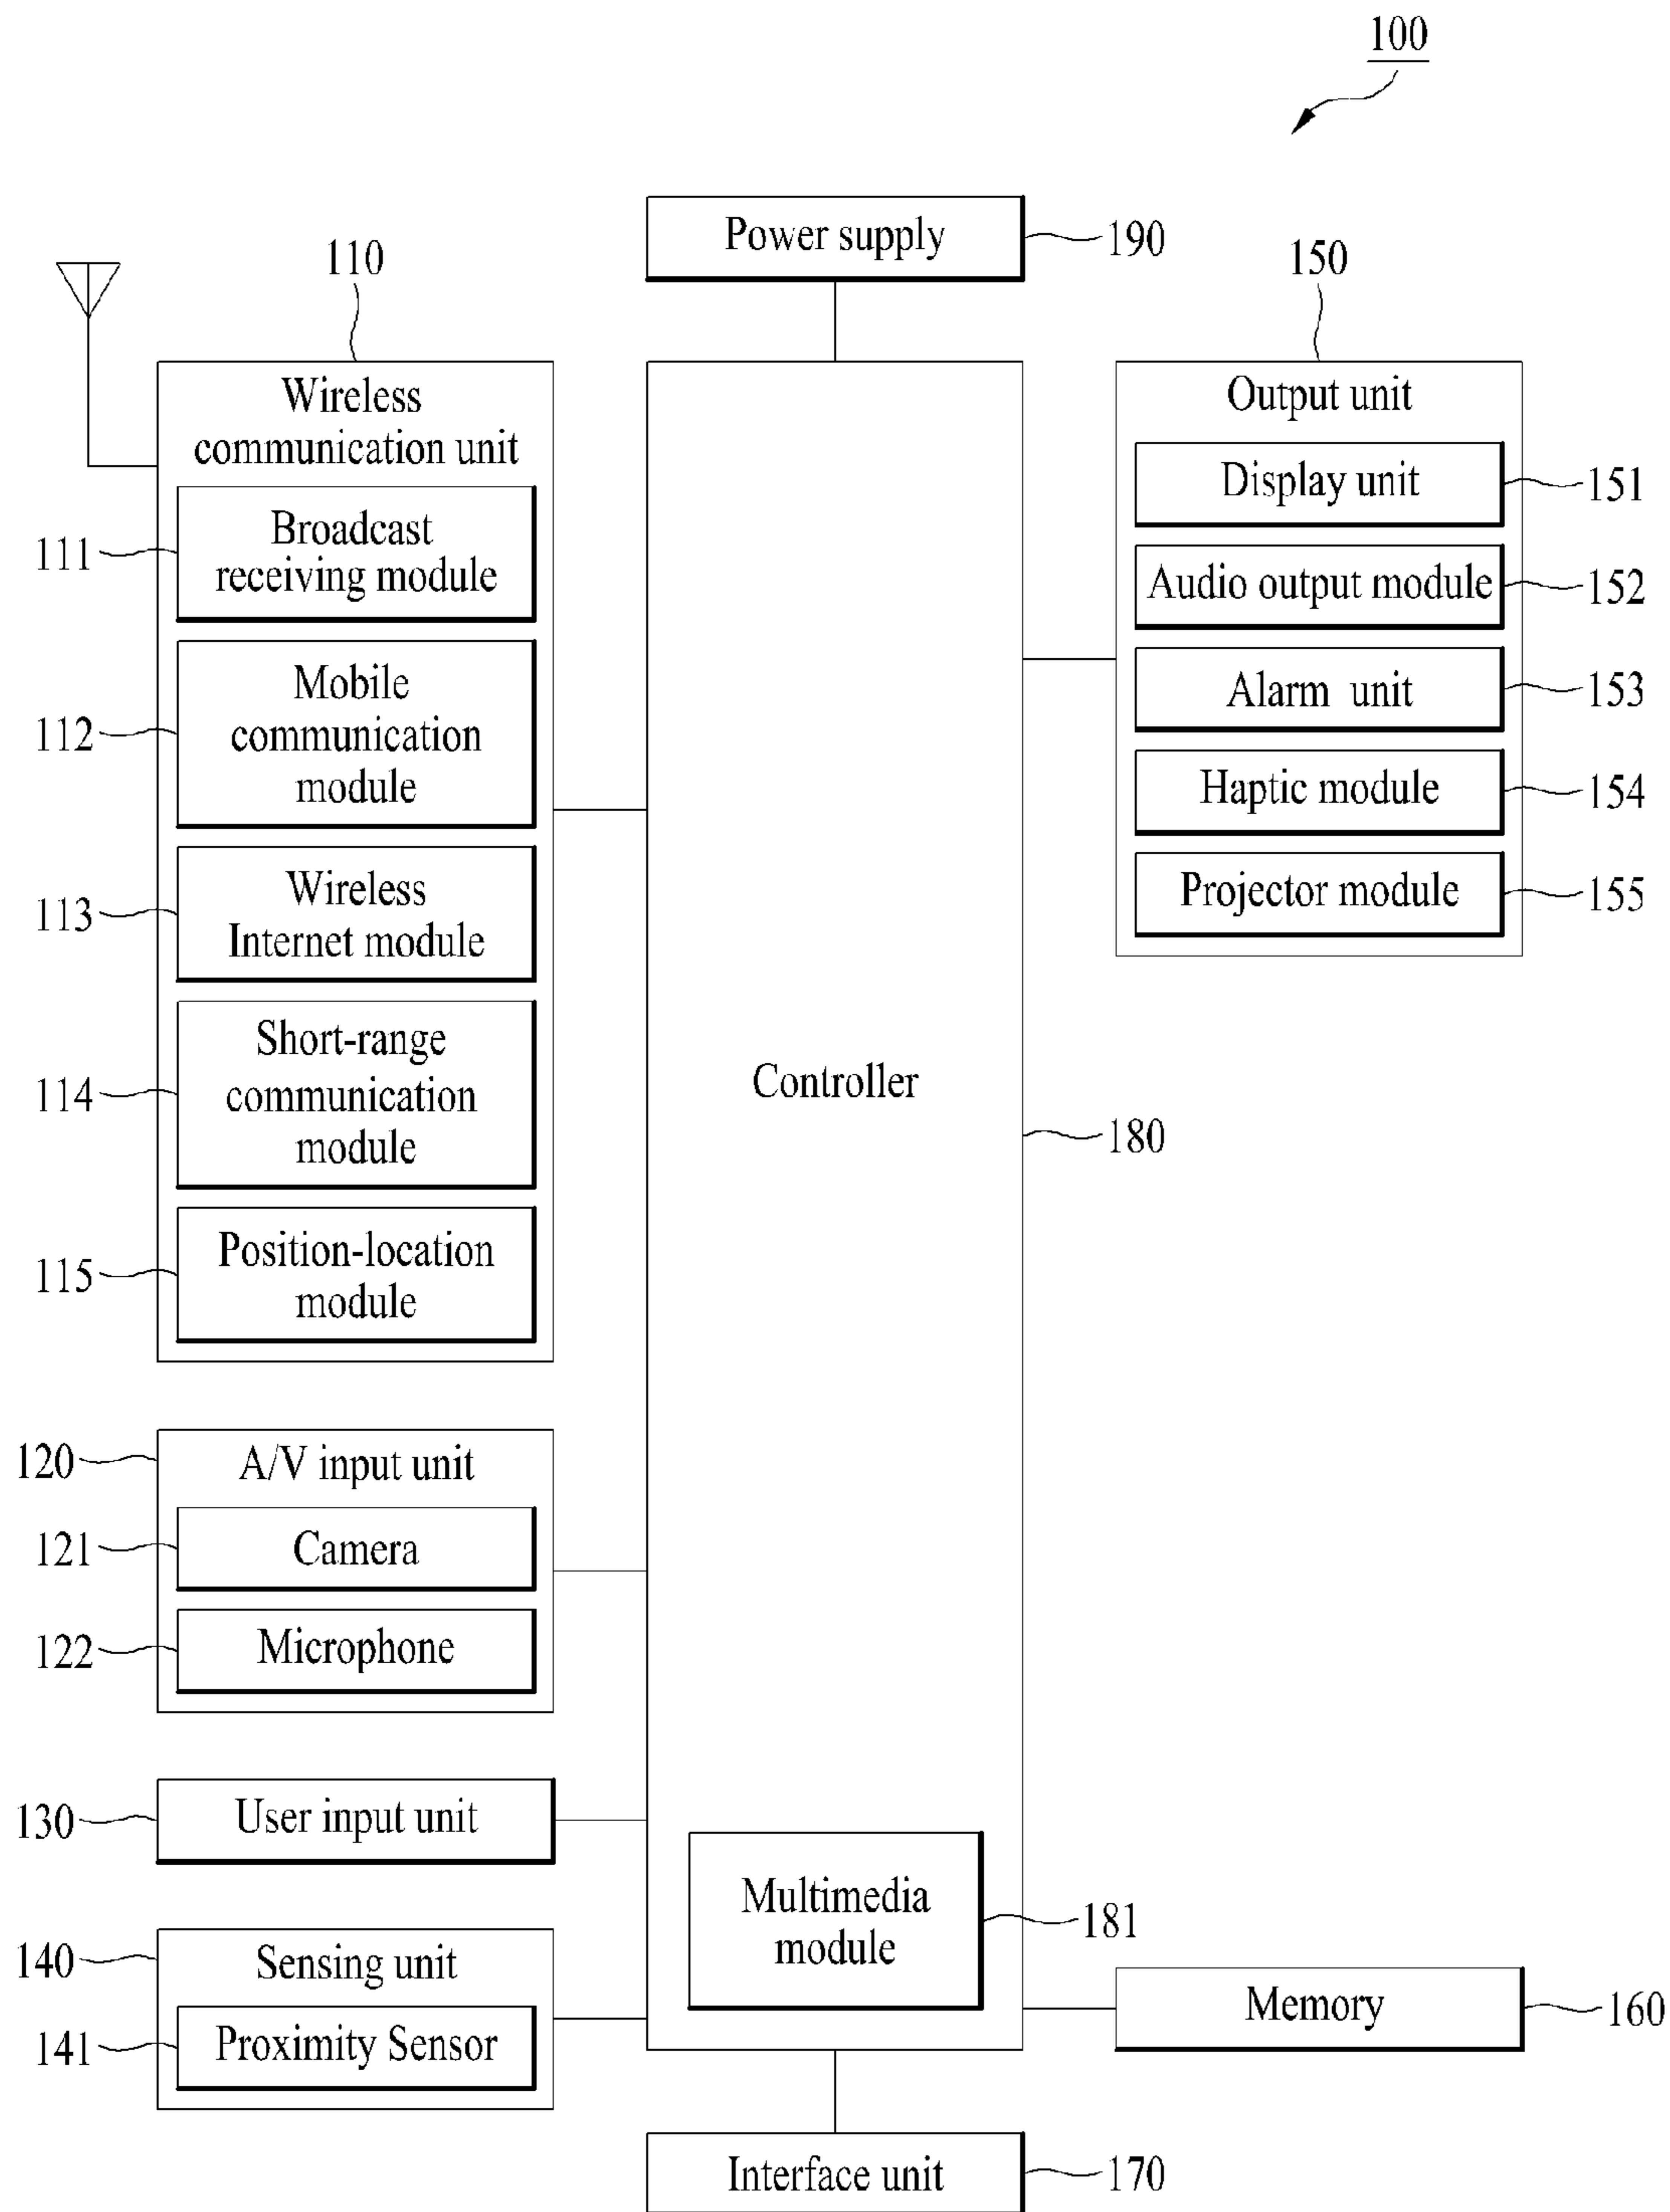 100
Power supply
190
110
Wireless
communication unit
Broadcast
receiving module
111
Mobile
communication
module
112
Wireless
Internet module
113
Short-range
communication
module
114
Position-location
module
115
120
A/V input unit
121
Camera
122
Microphone
130
User input unit
140
Sensing unit
141
Proximity Sensor
Controller
180
Multimedia
module
181
150
Output unit
Display unit
151
Audio output module
152
Alarm unit
153
Haptic module
154
Projector module
155
Memory
160
Interface unit
170